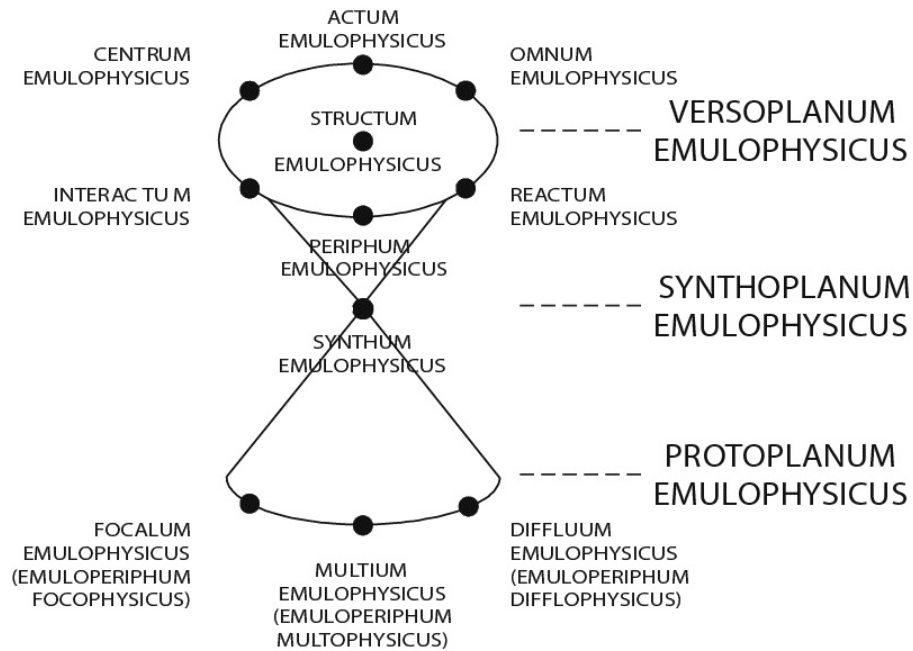 ACTUM
EMULOPHYSICUS
CENTRUM
EMULOPHYSICUS
OMNUM
EMULOPHYSICUS
STRUCTUM
EMULOPHYSICUS
VERSOPLANUM
EMULOPHYSICUS
INTERAC TU M
EMULOPHYSICUS
REACTUM
EMULOPHYSICUS
PERIPHUM
EMULOPHYSICUS
SYNTHOPLANUM
EMULOPHYSICUS
SYNTHUM
EMULOPHYSICUS
PROTOPLANUM
EMULOPHYSICUS
FOCALUM
EMULOPHYSICUS
(EMULOPERIPHUM
FOCOPHYSICUS)
MULTIUM
EMULOPHYSICUS
(EMULOPERIPHUM
MULTOPHYSICUS)
DIFFLUUM
EMULOPHYSICUS
(EMULOPERIPHUM
DIFFLOPHYSICUS)